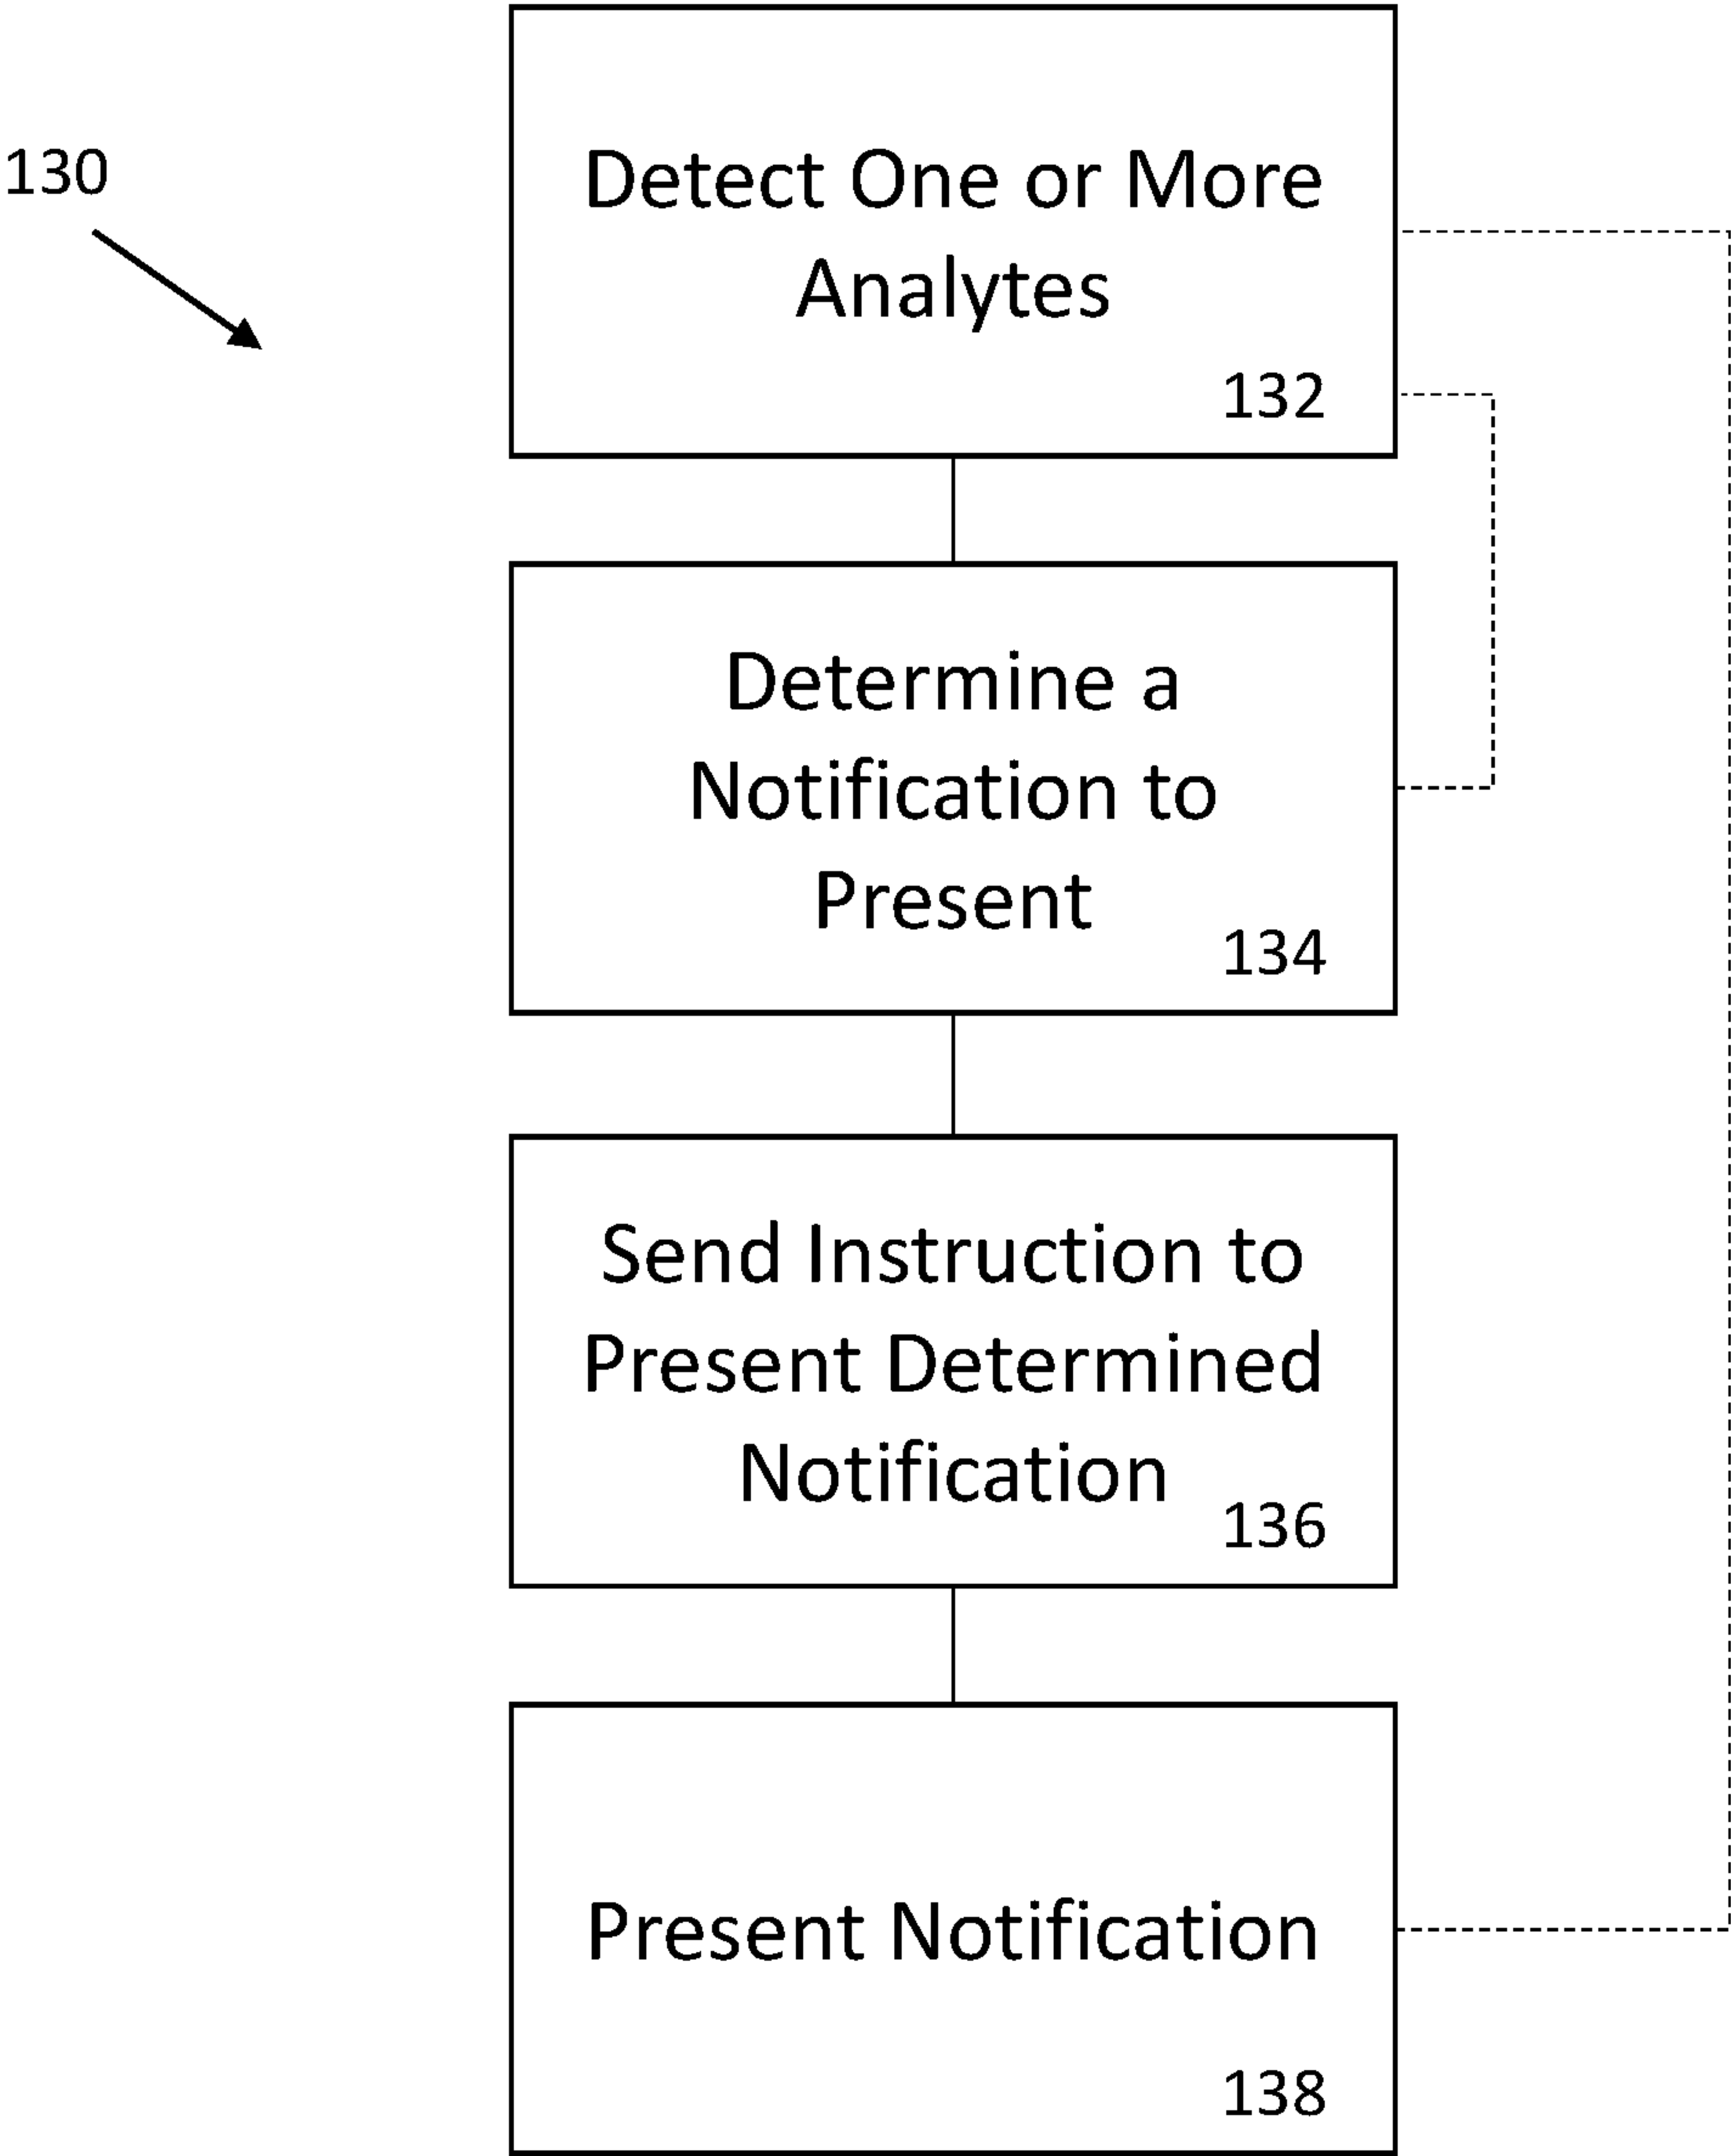 130
Detect One or More
Analytes
132
Determine a
Notification to
Present
134
Send Instruction to
Present Determined
Notification
136
Present Notification
138